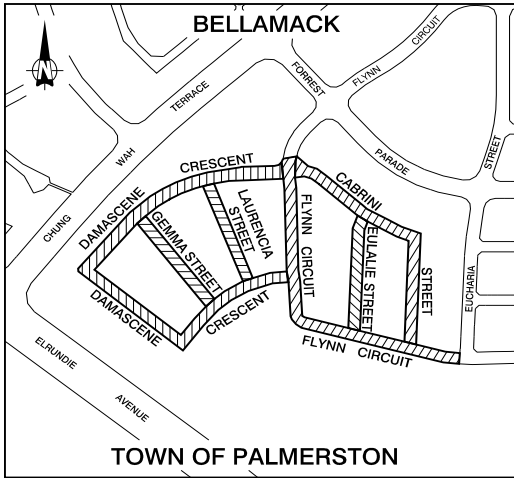 BELLAMACK
N
FLYNN CIRCUIT
FORREST PARADE
CHUNG WAH TERRACE
DAMASCENE CRESCENT
CABRINI STREET
EUCHARIA STREET
GEMMA STREET
LAURENCIA
STREET
FLYNN CIRCUIT
EULALIE STREET
DAMASCENE CRESCENT
FLYNN CIRCUIT
ELRUNDIE AVENUE
TOWN OF PALMERSTON